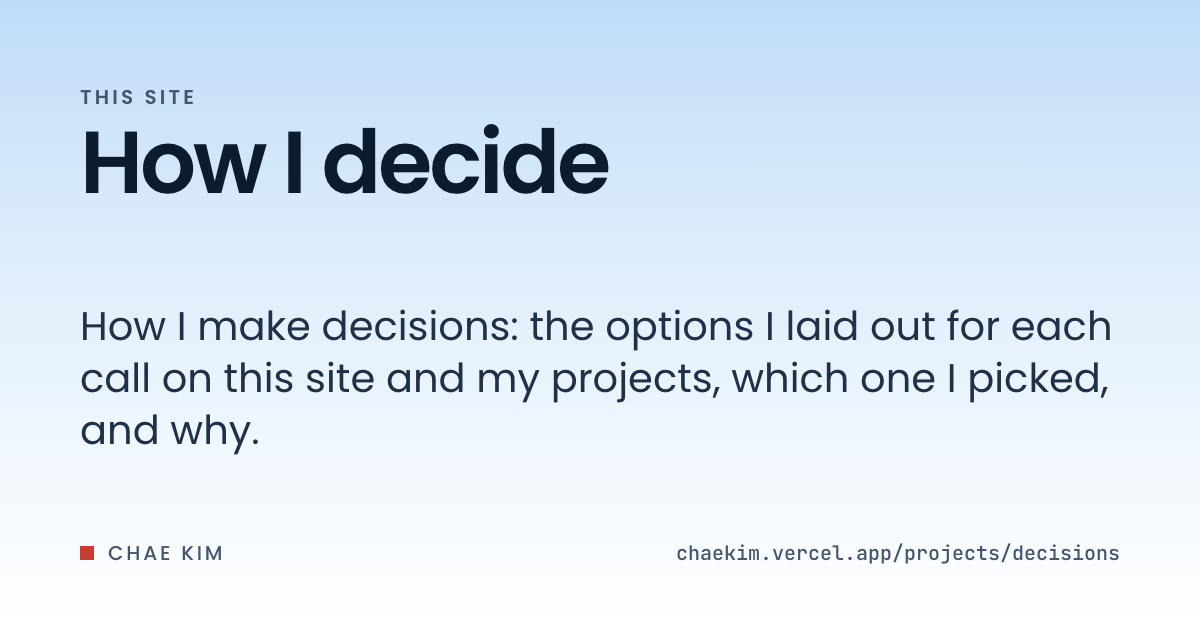 THIS SITE
How I decide
How I make decisions: the options I laid out for each
call on this site and my projects, which one I picked,
and why.
CHAE KIM
chaekim.vercel.app/projects/decisions